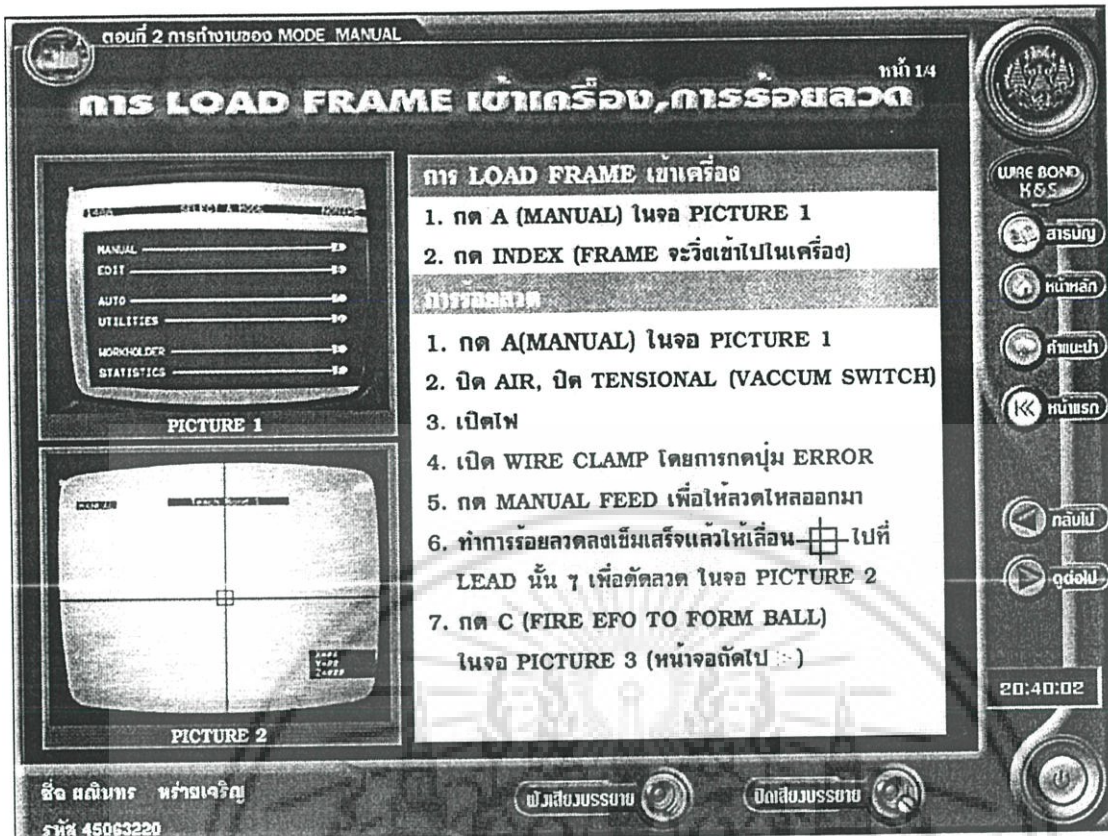 ตอนที่ 2 การทำงานของ MODE MANUAL
หน้า 1/4
การ LOAD FRAME เข้าเครื่อง,การร้อยลวด
SELECT A MODE
MANUAL
EDIT
AUTO
UTILITIES
WORKHOLDER
STATISTICS
PICTURE 1
MANUAL
PICTURE 2
การ LOAD FRAME เข้าเครื่อง
1. กด A (MANUAL) ในจอ PICTURE 1
2. กด INDEX (FRAME จะวิ่งเข้าไปในเครื่อง)
การร้อยลวด
1. กด A(MANUAL) ในจอ PICTURE 1
2. ปิด AIR, ปิด TENSIONAL (VACCUM SWITCH)
3. เปิดไฟ
4. เปิด WIRE CLAMP โดยการกดปุ่ม ERROR
5. กด MANUAL FEED เพื่อให้ลวดไหลออกมา
6. ทำการร้อยลวดลงเข็มเสร็จแล้วให้เลื่อน ไปที่
LEAD นั้น ๆ เพื่อตัดลวด ในจอ PICTURE 2
7. กด C (FIRE EFO TO FORM BALL)
ในจอ PICTURE 3 (หน้าจอถัดไป )
WIRE BOND
K&S
สารบัญ
หน้าหลัก
คำแนะนำ
หน้าแรก
กลับไป
ดูต่อไป
20:40:02
ชื่อ ผณินทร หร่ายเจริญ
รหัส 45063220
ฟังเสียงบรรยาย
ปิดเสียงบรรยาย